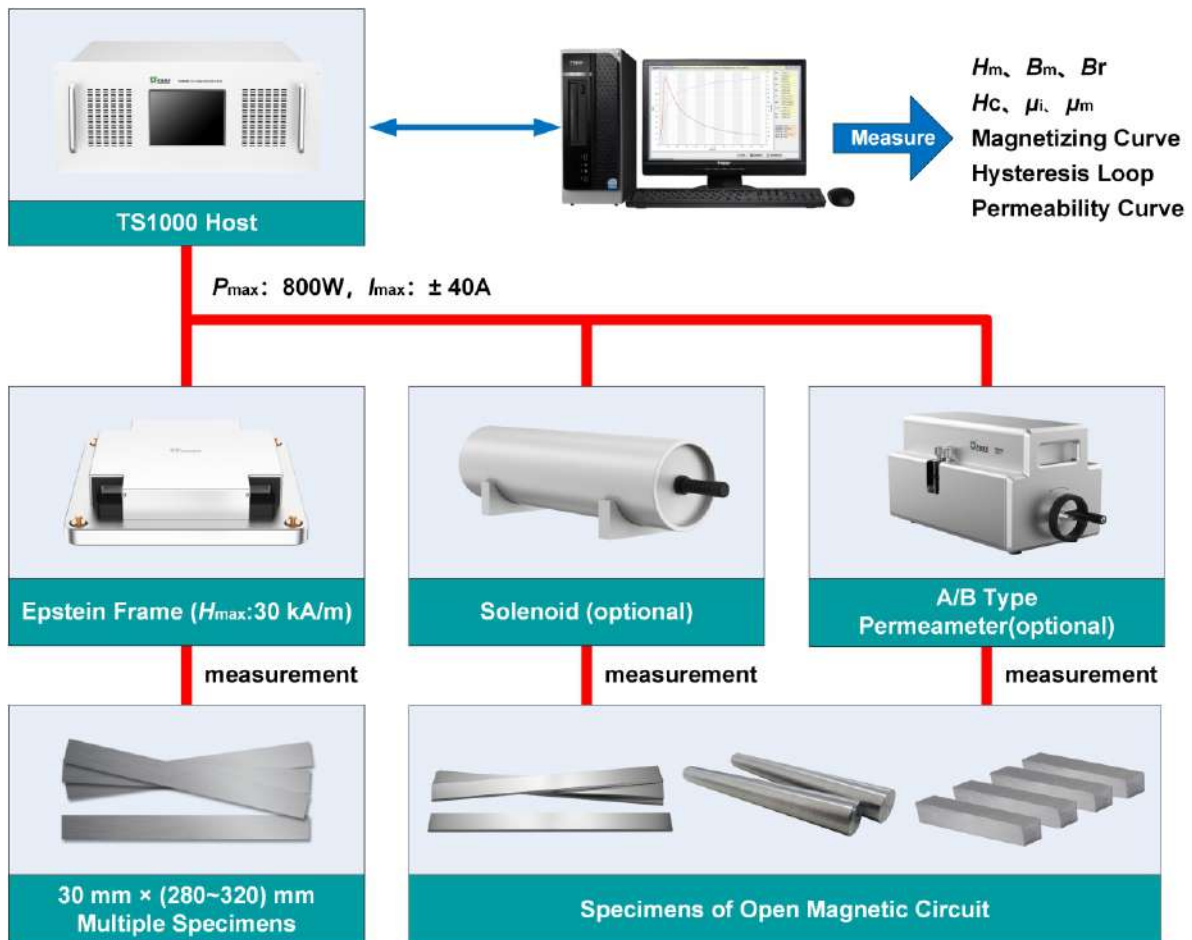 Hm、Bm、Br
Hc、μi、μm
Measure
Magnetizing Curve
Hysteresis Loop
Permeability Curve
TS1000 Host
Pmax：800W，Imax：± 40A
Epstein Frame (Hmax:30 kA/m)
Solenoid (optional)
A/B Type
Permeameter(optional)
measurement
measurement
measurement
30 mm × (280~320) mm
Multiple Specimens
Specimens of Open Magnetic Circuit